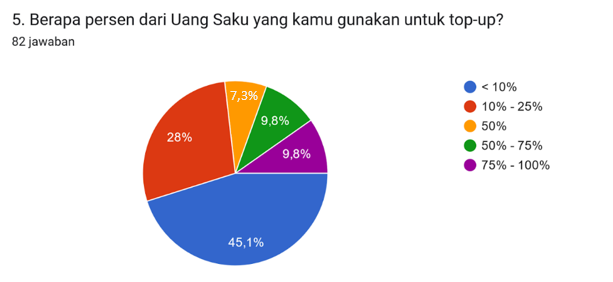 5. Berapa persen dari Uang Saku yang kamu gunakan untuk top-up?
82 jawaban
< 10%
10% - 25%
50%
50% - 75%
75% - 100%
7,3%
9,8%
28%
9,8%
45,1%